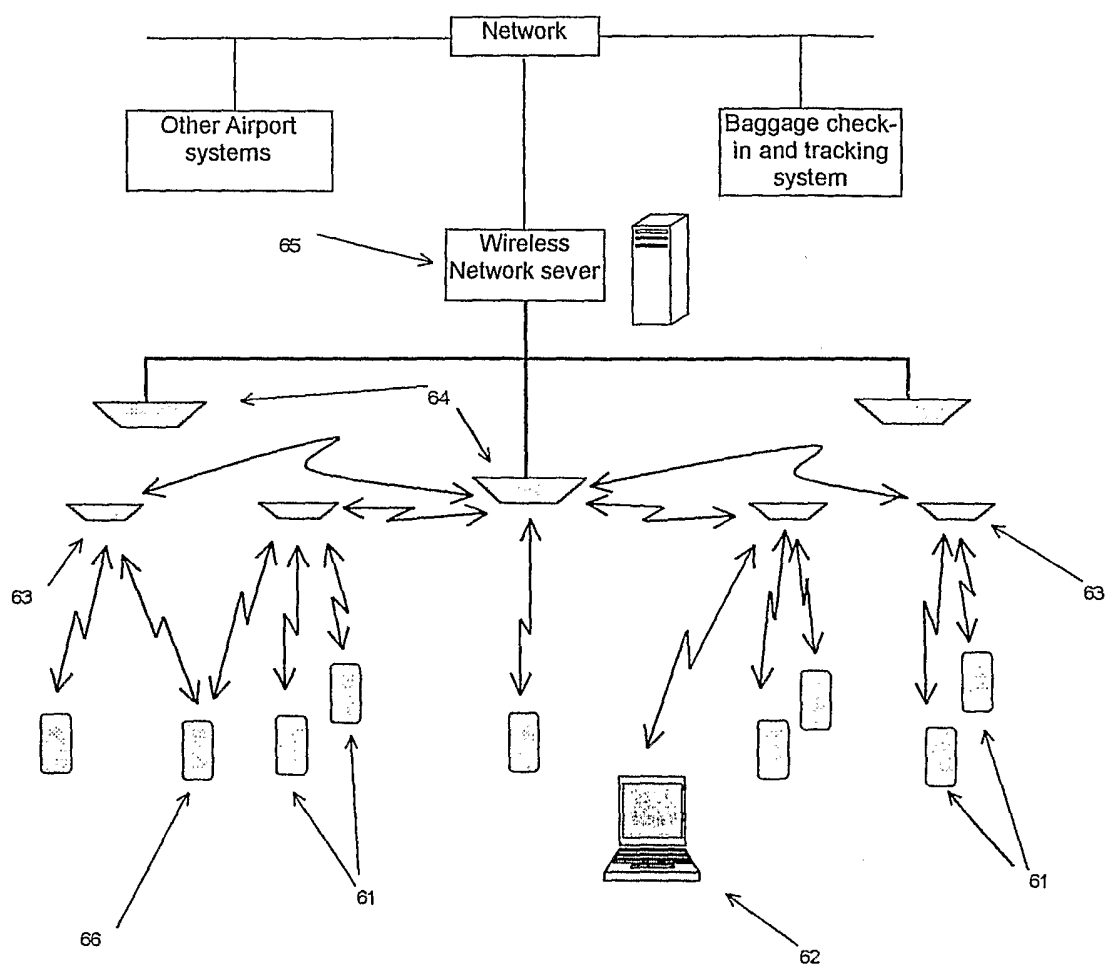 Network
Other Airport
systems
Baggage check-
in and tracking
system
65
Wireless
Network sever
64
63
63
61
61
66
62